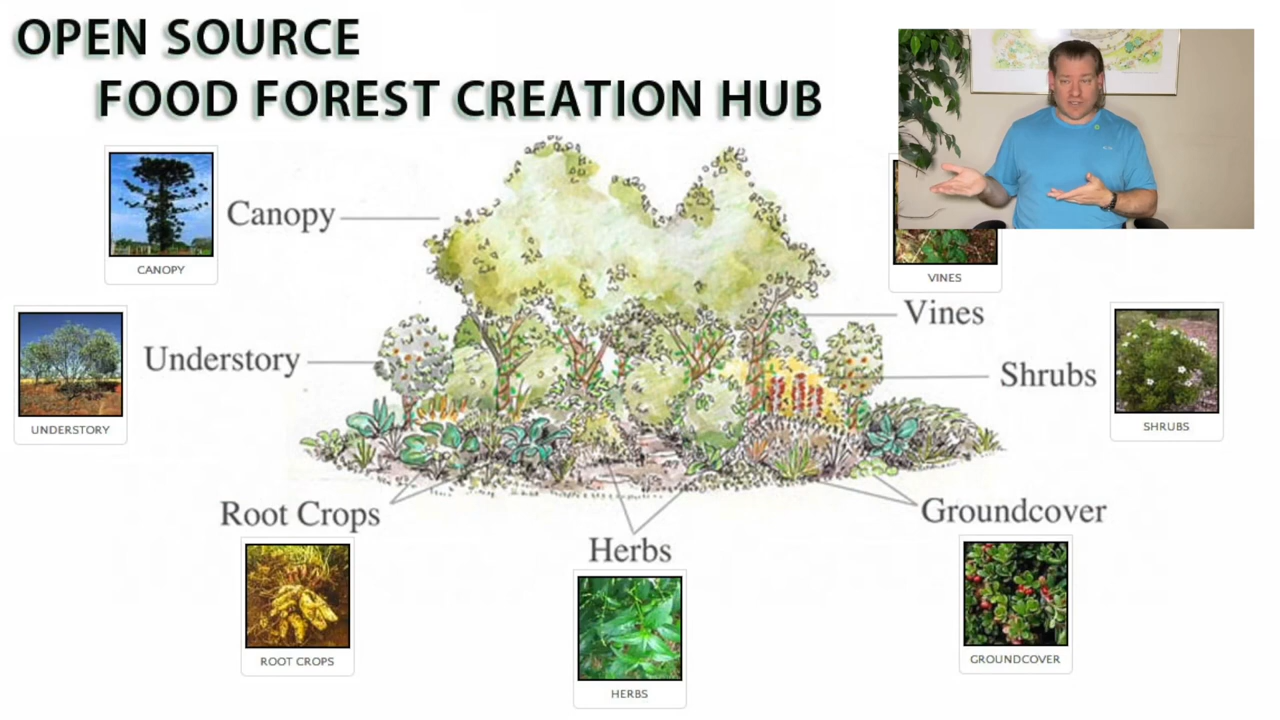 OPEN SOURCE
FOOD FOREST CREATION HUB
Canopy
CANOPY
VINES
Vines
Understory
UNDERSTORY
Shrubs
SHRUBS
Root Crops
ROOT CROPS
Herbs
HERBS
Groundcover
GROUNDCOVER